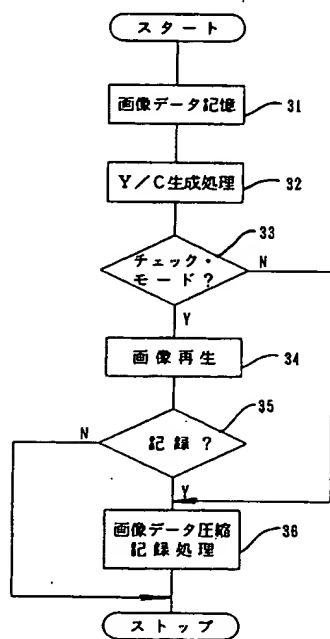 スタート
画像データ記憶
31
Y/C生成処理
32
チェック・
モード?
33
N
Y
画像再生
34
記録?
35
N
Y
画像データ圧縮
記録処理
36
ストップ